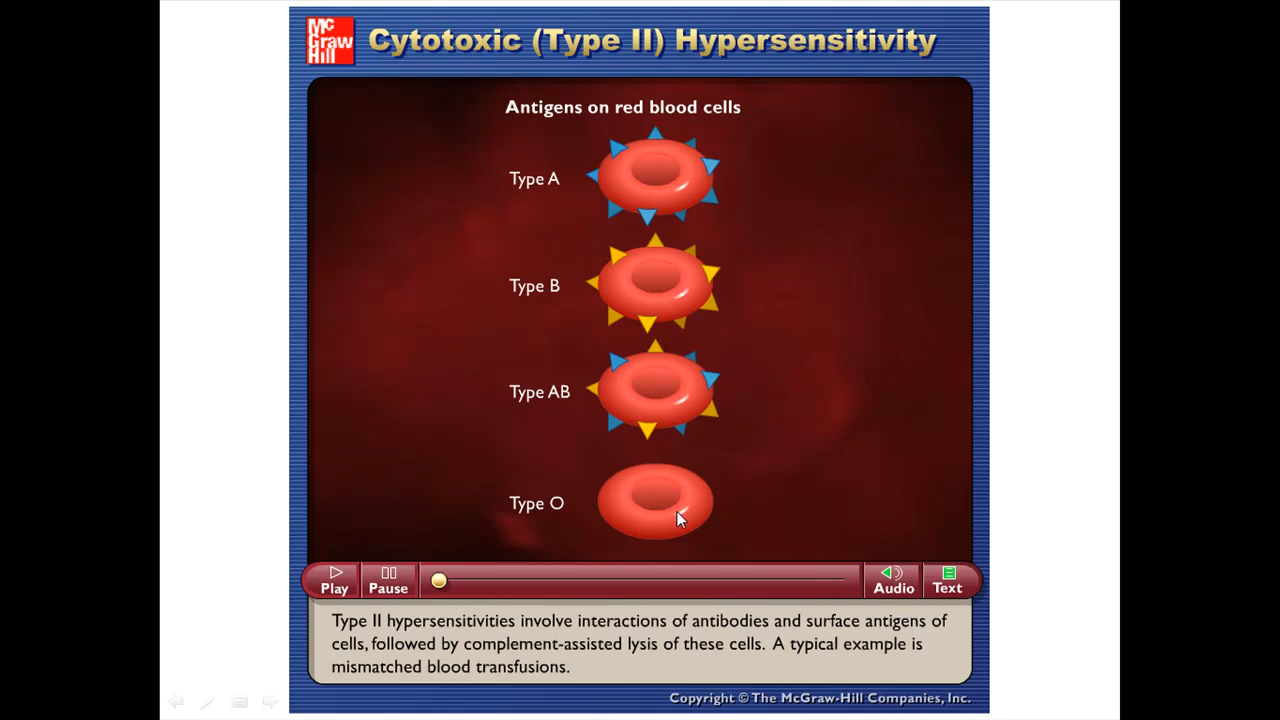 Mc
Graw
Hill
Cytotoxic (Type II) Hypersensitivity
Antigens on red blood cells
Type A
Type B
Type AB
Type O
Play
Pause
Audio
Text
Type II hypersensitivities involve interactions of antibodies and surface antigens of
cells, followed by complement-assisted lysis of these cells. A typical example is
mismatched blood transfusions.
Copyright © The McGraw-Hill Companies, Inc.